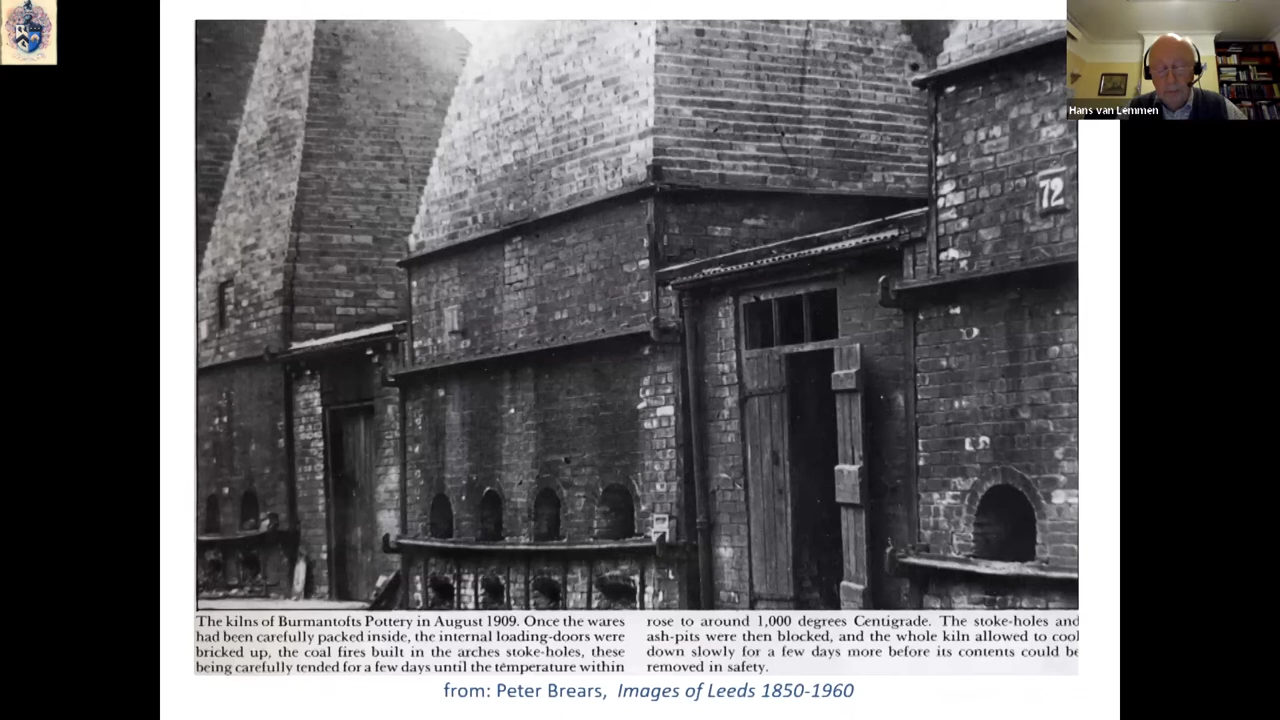 Hans van Lemmen
72
The kilns of Burmantofts Pottery in August 1909. Once the wares
had been carefully packed inside, the internal loading-doors were
bricked up, the coal fires built in the arches stoke-holes, these
being carefully tended for a few days until the temperature within
rose to around 1,000 degrees Centigrade. The stoke-holes and
ash-pits were then blocked, and the whole kiln allowed to cool
down slowly for a few days more before its contents could be
removed in safety.
from: Peter Brears, Images of Leeds 1850-1960